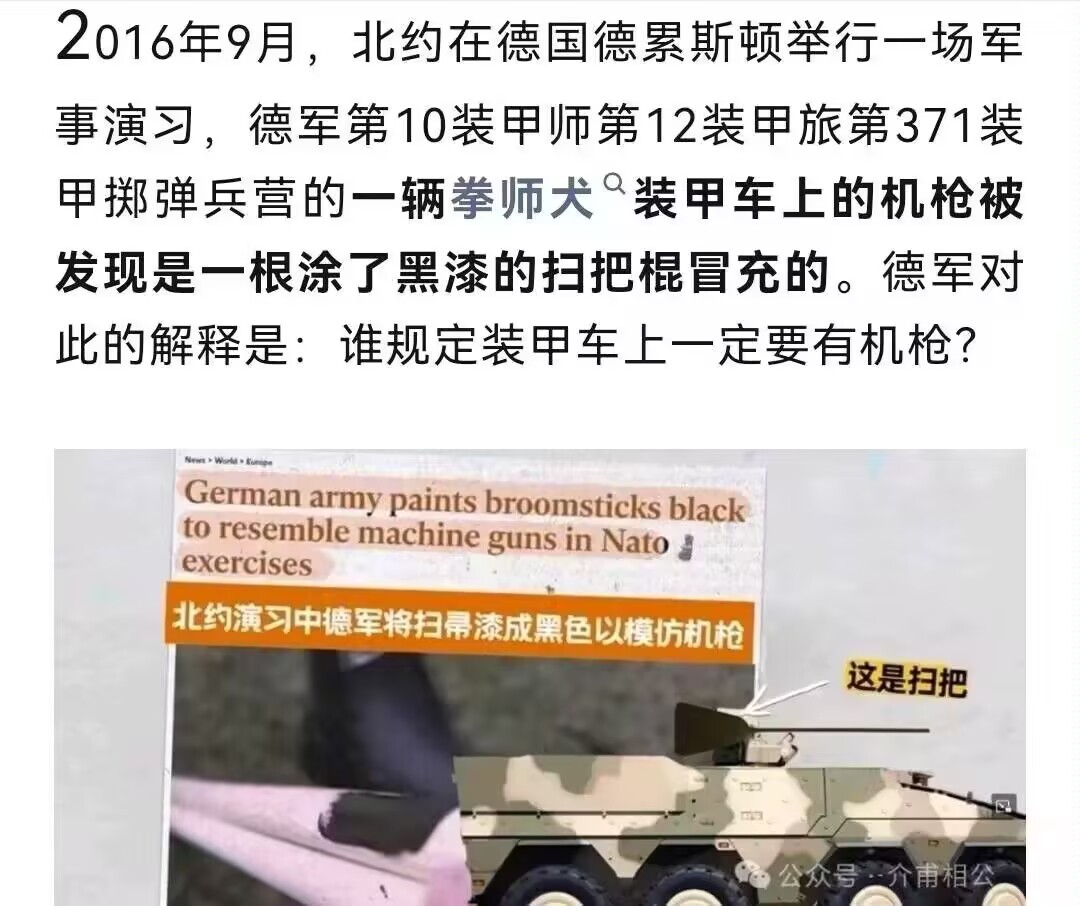 2016年9月，北约在德国德累斯顿举行一场军
事演习，德军第10装甲师第12装甲旅第371装
甲掷弹兵营的一辆拳师犬装甲车上的机枪被
发现是一根涂了黑漆的扫把棍冒充的。德军对
此的解释是：谁规定装甲车上一定要有机枪？
News > World > Europe
German army paints broomsticks black
to resemble machine guns in Nato
exercises
北约演习中德军将扫帚漆成黑色以模仿机枪
这是扫把
公众号··介甫相公